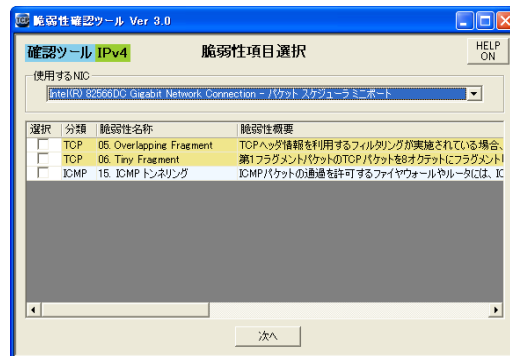 脆弱性確認ツール Ver 3.0
確認ツール IPv4 脆弱性項目選択 HELP ON
使用するNIC
Intel(R) 82566DC Gigabit Network Connection - パケット スケジューラ ミニポート
選択 分類 脆弱性名称 脆弱性概要
TCP 05. Overlapping Fragment TCPヘッダ情報を利用するフィルタリングが実施されている場合、
TCP 06. Tiny Fragment 第1フラグメントパケットのTCPパケットを8オクテットにフラグメントし
ICMP 15. ICMP トンネリング ICMPパケットの通過を許可するファイヤウォールやルータには、IC
次へ